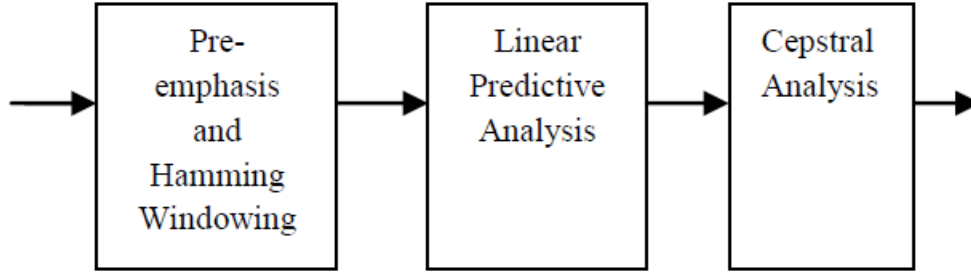 Pre-
emphasis
and
Hamming
Windowing
Linear
Predictive
Analysis
Cepstral
Analysis